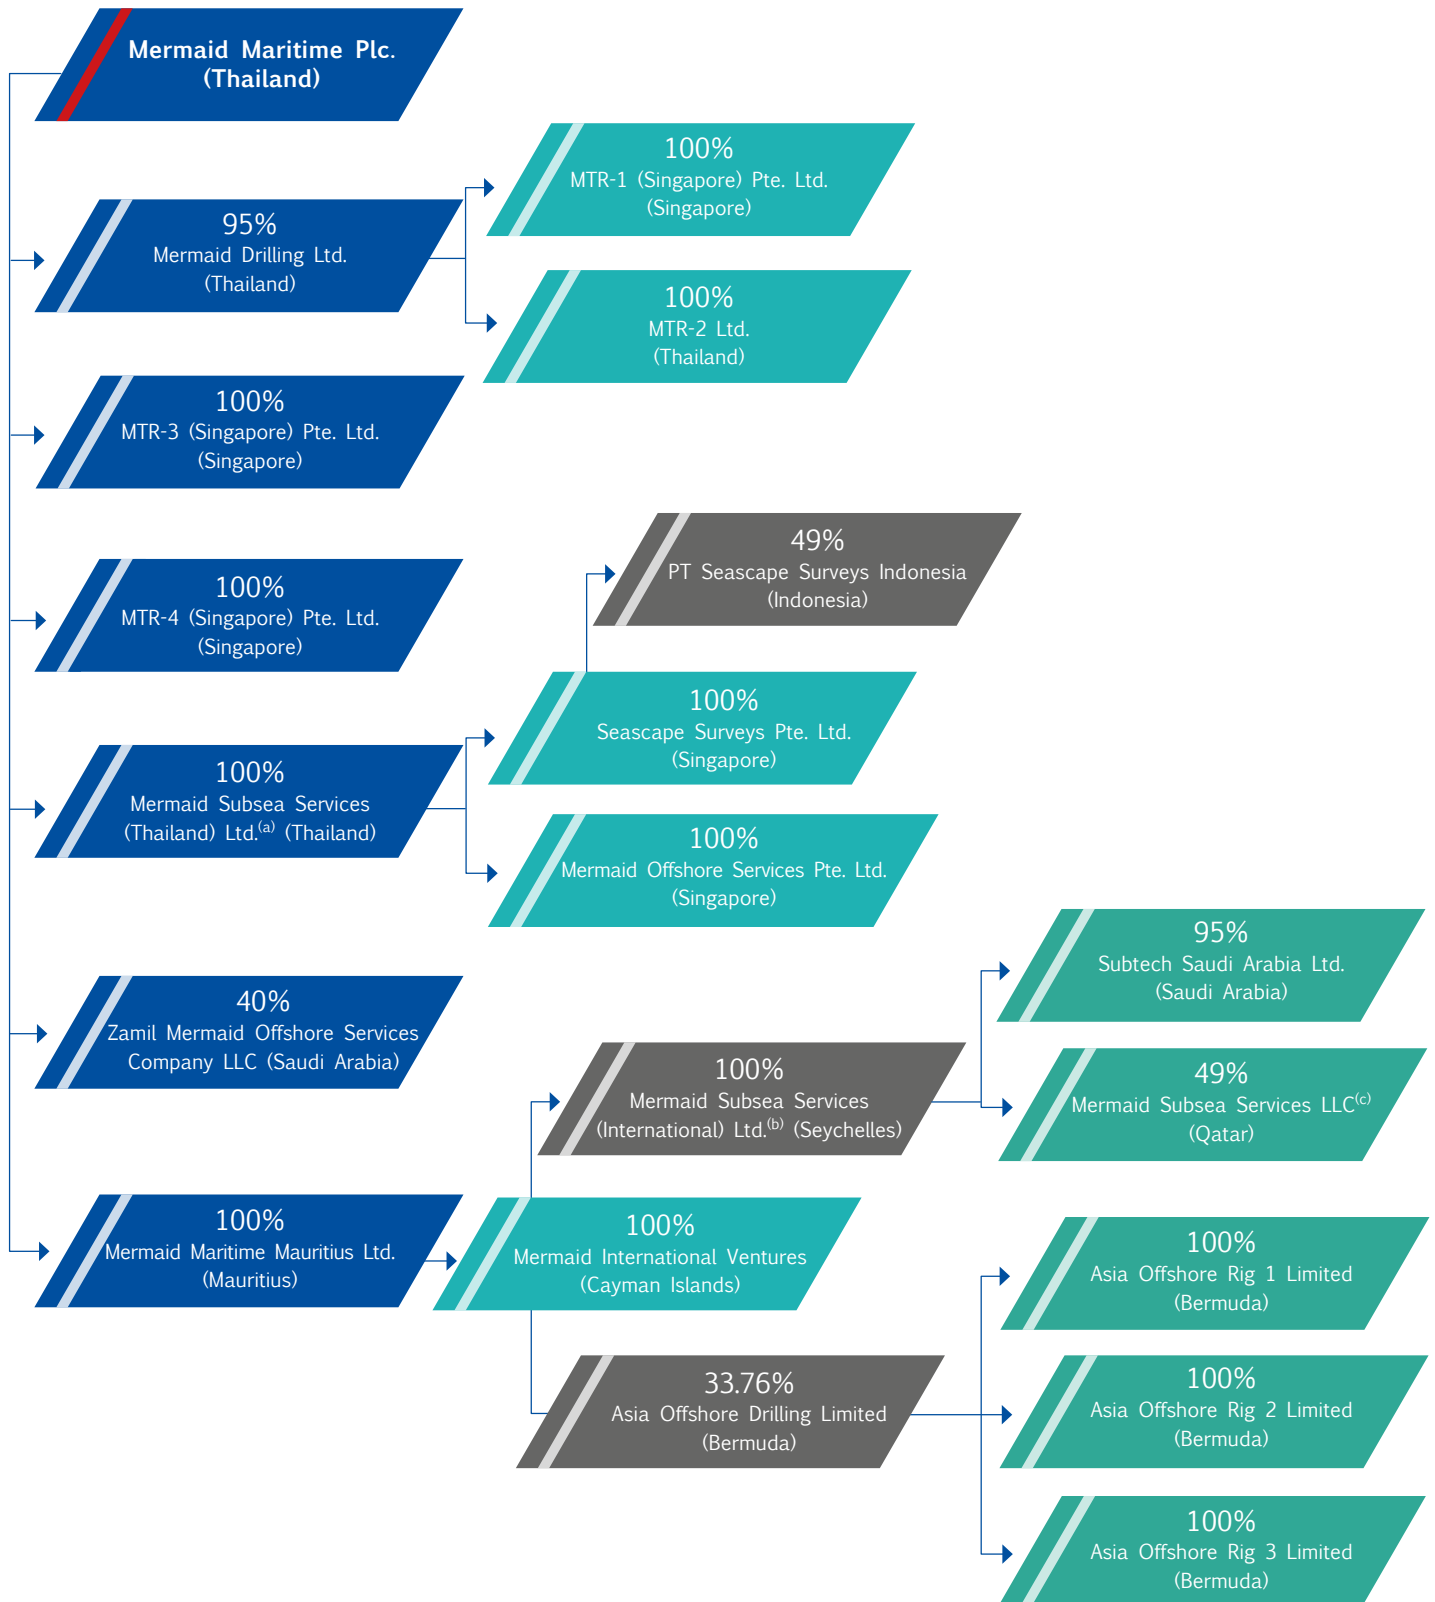 Mermaid Maritime Plc.
(Thailand)
100%
MTR-1 (Singapore) Pte. Ltd.
(Singapore)
95%
Mermaid Drilling Ltd.
(Thailand)
100%
MTR-2 Ltd.
(Thailand)
100%
MTR-3 (Singapore) Pte. Ltd.
(Singapore)
49%
PT Seascape Surveys Indonesia
(Indonesia)
100%
MTR-4 (Singapore) Pte. Ltd.
(Singapore)
100%
Seascape Surveys Pte. Ltd.
(Singapore)
100%
Mermaid Subsea Services
(Thailand) Ltd.(a) (Thailand)
100%
Mermaid Offshore Services Pte. Ltd.
(Singapore)
95%
Subtech Saudi Arabia Ltd.
(Saudi Arabia)
40%
Zamil Mermaid Offshore Services
Company LLC (Saudi Arabia)
100%
Mermaid Subsea Services
(International) Ltd.(b) (Seychelles)
49%
Mermaid Subsea Services LLC(c)
(Qatar)
100%
Mermaid Maritime Mauritius Ltd.
(Mauritius)
100%
Mermaid International Ventures
(Cayman Islands)
100%
Asia Offshore Rig 1 Limited
(Bermuda)
33.76%
Asia Offshore Drilling Limited
(Bermuda)
100%
Asia Offshore Rig 2 Limited
(Bermuda)
100%
Asia Offshore Rig 3 Limited
(Bermuda)